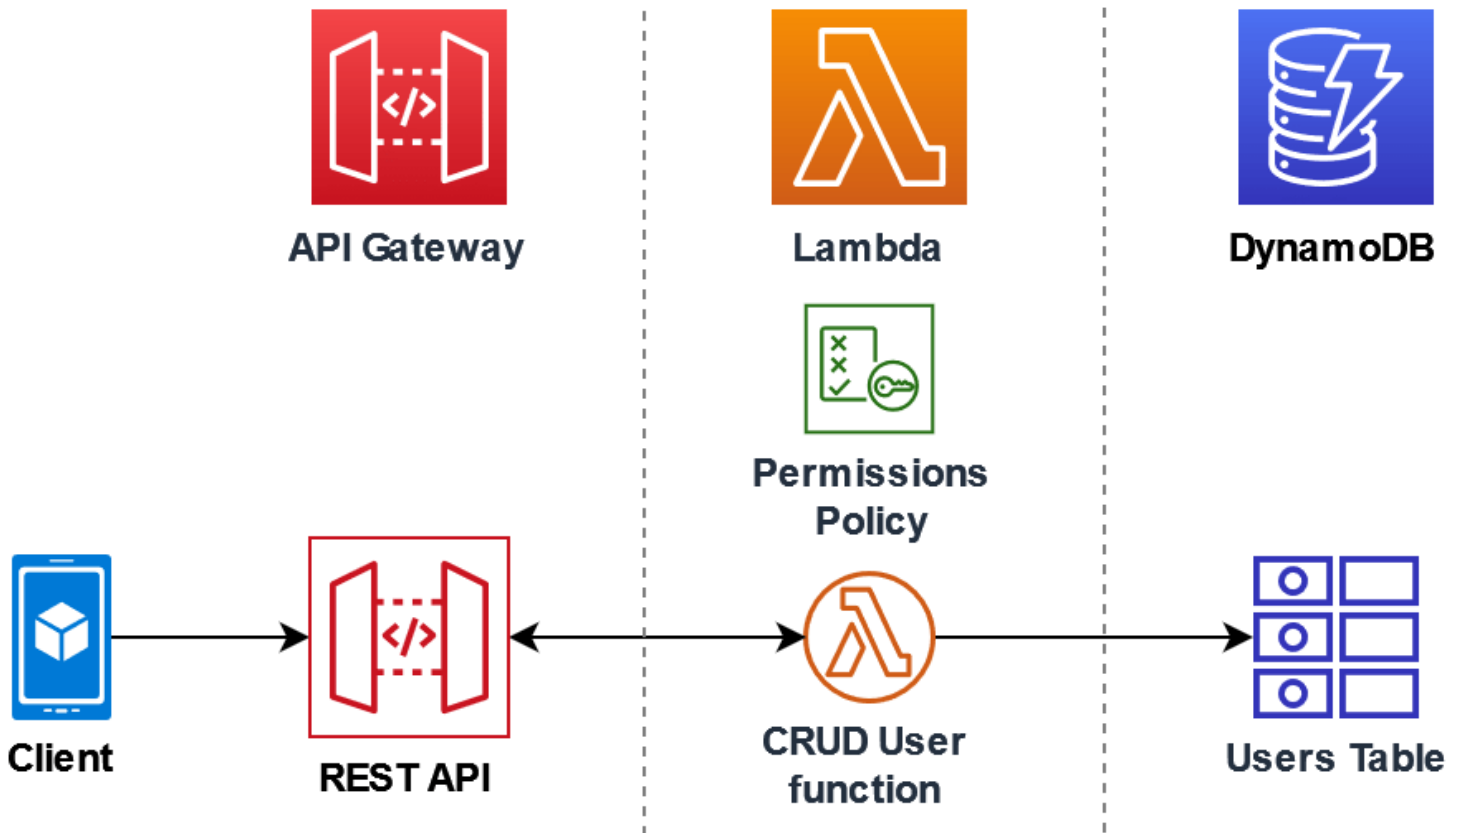 API Gateway
Lambda
DynamoDB
</>
Permissions
Policy
Client
</>
REST API
CRUD User
function
Users Table